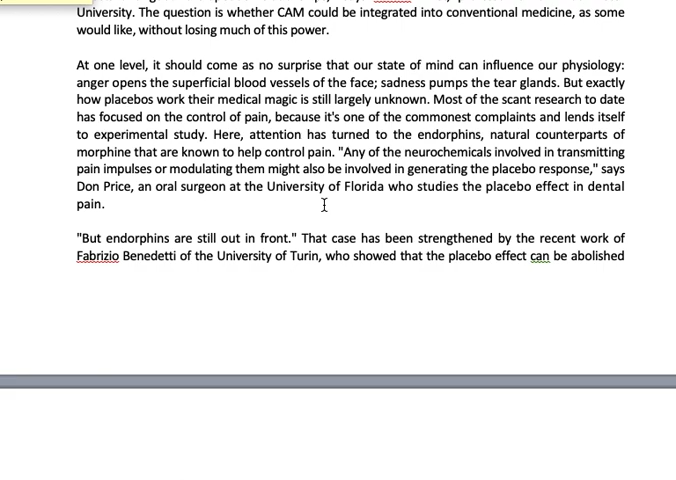 University. The question is whether CAM could be integrated into conventional medicine, as some
would like, without losing much of this power.
At one level, it should come as no surprise that our state of mind can influence our physiology:
anger opens the superficial blood vessels of the face; sadness pumps the tear glands. But exactly
how placebos work their medical magic is still largely unknown. Most of the scant research to date
has focused on the control of pain, because it's one of the commonest complaints and lends itself
to experimental study. Here, attention has turned to the endorphins, natural counterparts of
morphine that are known to help control pain. "Any of the neurochemicals involved in transmitting
pain impulses or modulating them might also be involved in generating the placebo response," says
Don Price, an oral surgeon at the University of Florida who studies the placebo effect in dental
pain.
"But endorphins are still out in front." That case has been strengthened by the recent work of
Fabrizio Benedetti of the University of Turin, who showed that the placebo effect can be abolished